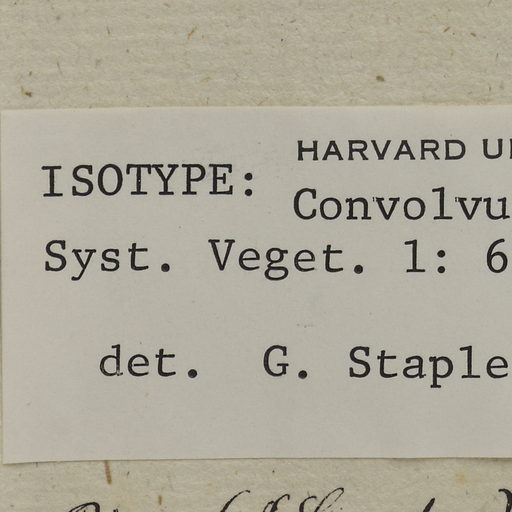 HARVARD U
ISOTYPE:
Convolvu
Syst. Veget. 1: 6
det. G. Staple